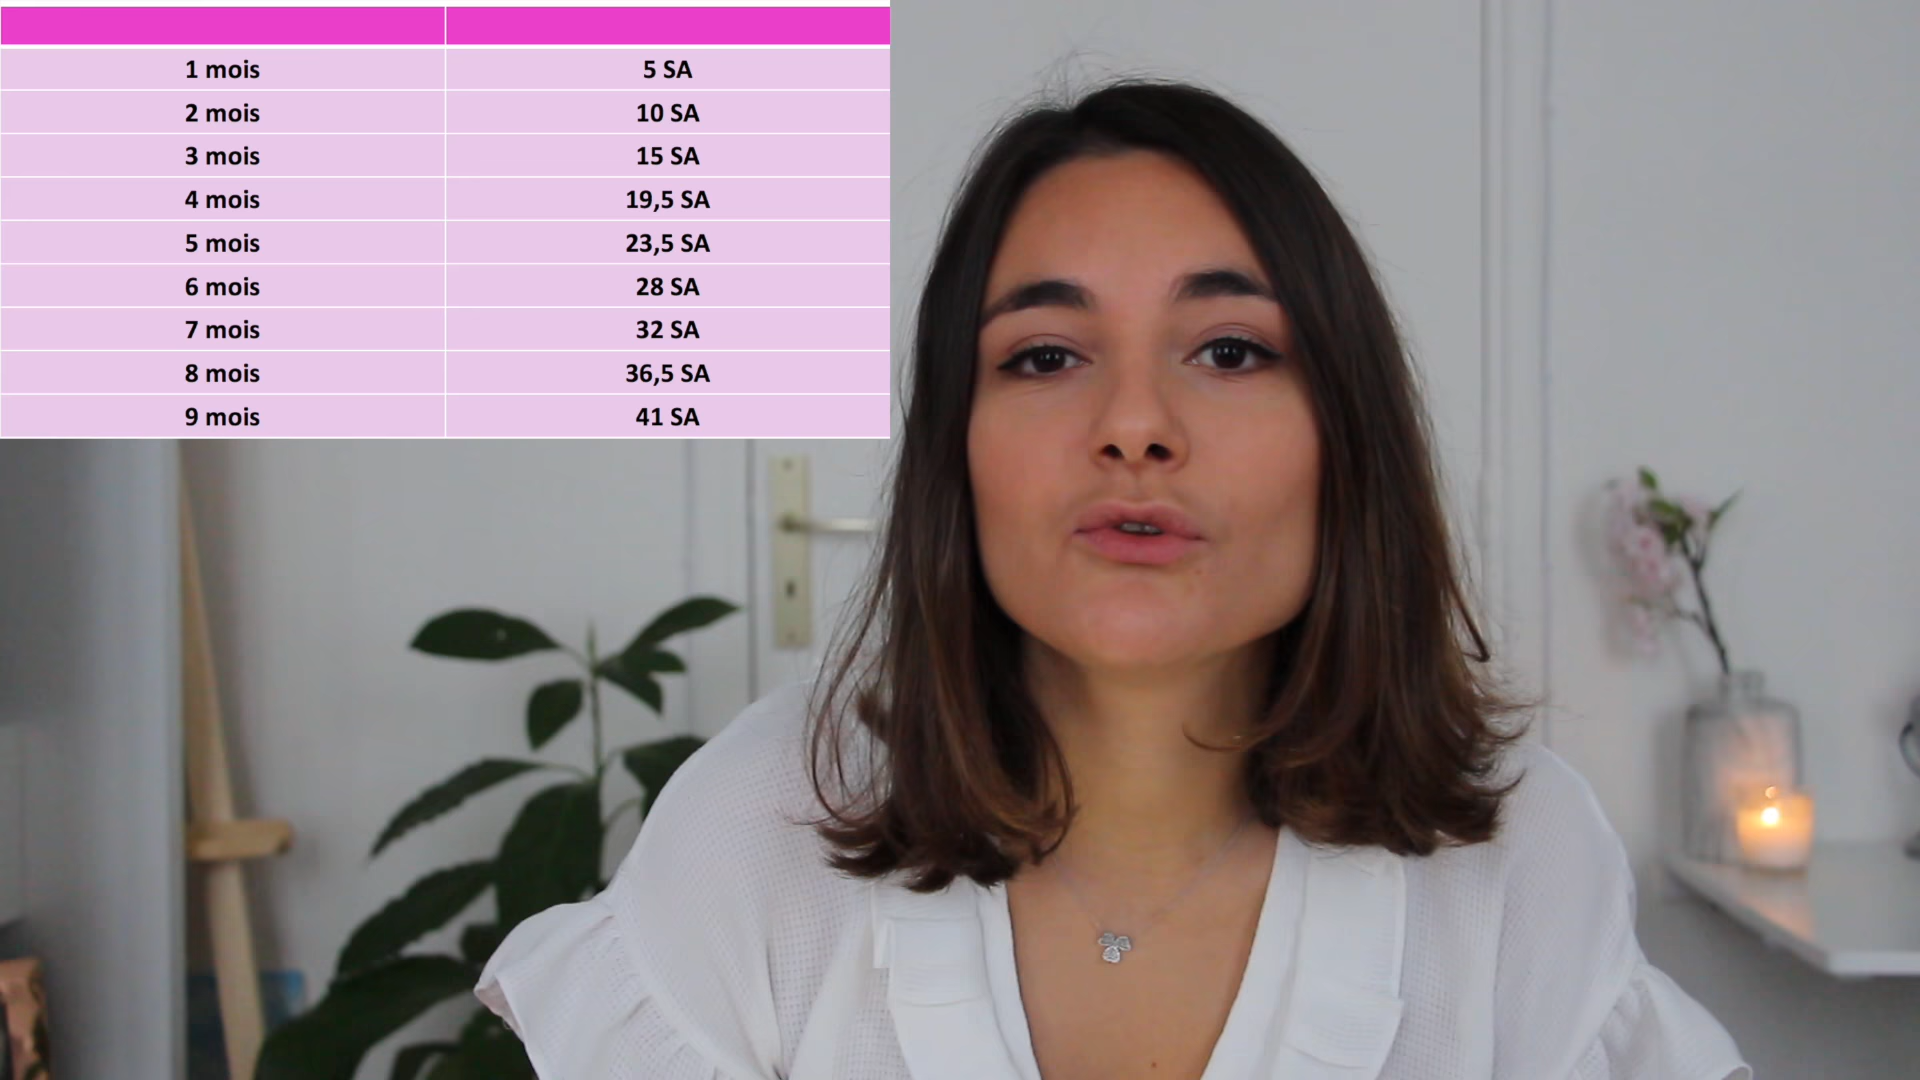 1 mois 5 SA
2 mois 10 SA
3 mois 15 SA
4 mois 19,5 SA
5 mois 23,5 SA
6 mois 28 SA
7 mois 32 SA
8 mois 36,5 SA
9 mois 41 SA